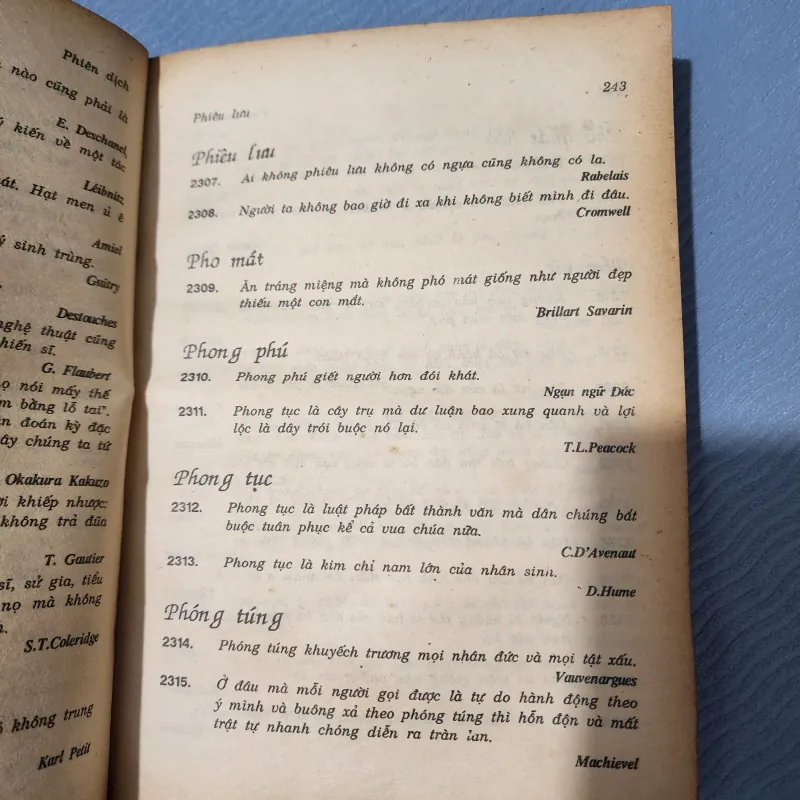 Phiên dịch
nào cũng phải là
E. Deschanel,
ý kiến về một tác
Léibnitz
át. Hạt men ủ ê
Amiel
ý sinh trùng.
Guitry
Destouches
nghệ thuật cũng
hiến sĩ.
G. Flaubert
ọ nói mấy thế
m bằng lỗ tai".
n đoán kỳ đặc
ây chúng ta tứ
Okakura Kakuzo
ời khiếp nhược:
không trả đũa
T. Gautier
sĩ, sử gia, tiểu
nọ mà không
S.T.Coleridge
ó không trung
Karl Petit
243
Phiêu lưu
Phiêu lưu
2307. Ai không phiêu lưu không có ngựa cũng không có la.
Rabelais
2308. Người ta không bao giờ đi xa khi không biết mình đi đâu.
Cromwell
Pho mát
2309. Ăn tráng miệng mà không phó mát giống như người đẹp
thiếu một con mắt.
Brillart Savarin
Phong phú
2310. Phong phú giết người hơn đói khát.
Ngạn ngữ Đức
2311. Phong tục là cây trụ mà dư luận bao xung quanh và lợi
lộc là dây trói buộc nó lại.
T.L.Peacock
Phong tục
2312. Phong tục là luật pháp bất thành văn mà dân chúng bắt
buộc tuân phục kể cả vua chúa nữa.
C.D'Avenaut
2313. Phong tục là kim chỉ nam lớn của nhân sinh.
D.Hume
Phóng túng
2314. Phóng túng khuyếch trương mọi nhân đức và mọi tật xấu.
Vauvenargues
2315. Ở đâu mà mỗi người gọi được là tự do hành động theo
ý mình và buông xả theo phóng túng thì hỗn độn và mất
trật tự nhanh chóng diễn ra tràn lan.
Machievel